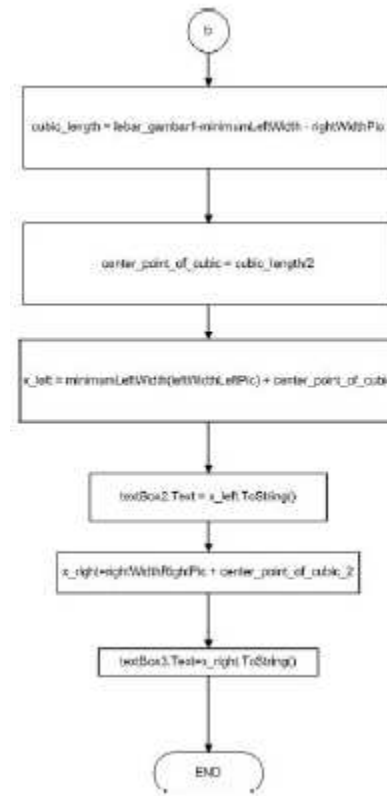 b
cubic_length = lebar_gambar1-minimumLeftWidth - rightWidthPic
center_point_of_cubic = cubic_length/2
x_left = minimumLeftWidth(leftWidthLeftPic) + center_point_of_cubic
textBox2.Text = x_left.ToString()
x_right=rightWidthRightPic + center_point_of_cubic_2
textBox3.Text=x_right.ToString()
END